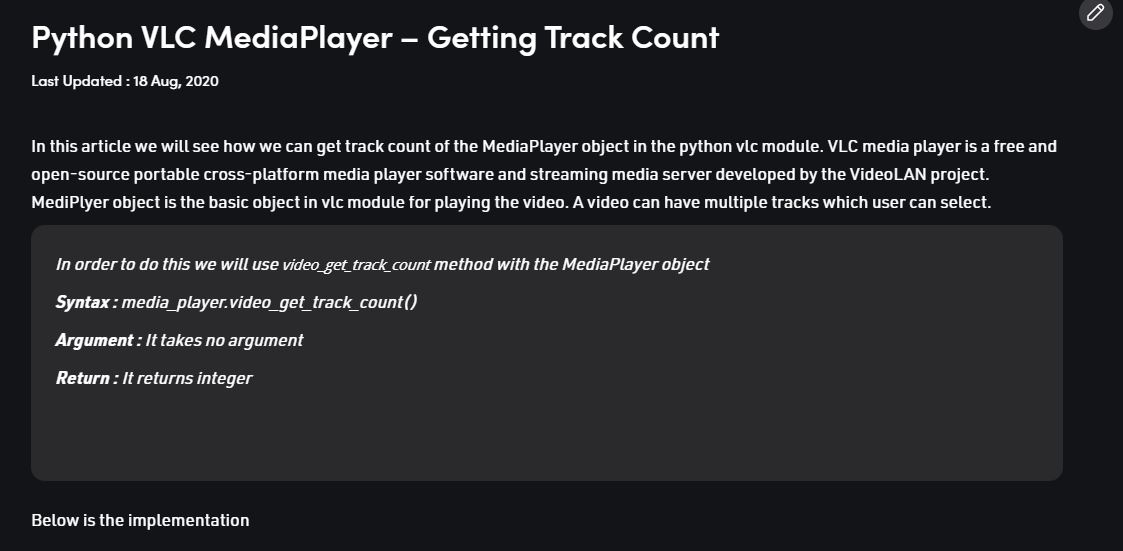 Python VLC MediaPlayer – Getting Track Count
Last Updated : 18 Aug, 2020
In this article we will see how we can get track count of the MediaPlayer object in the python vlc module. VLC media player is a free and
open-source portable cross-platform media player software and streaming media server developed by the VideoLAN project.
MediPlyer object is the basic object in vlc module for playing the video. A video can have multiple tracks which user can select.
In order to do this we will use video_get_track_count method with the MediaPlayer object
Syntax : media_player.video_get_track_count()
Argument : It takes no argument
Return : It returns integer
Below is the implementation